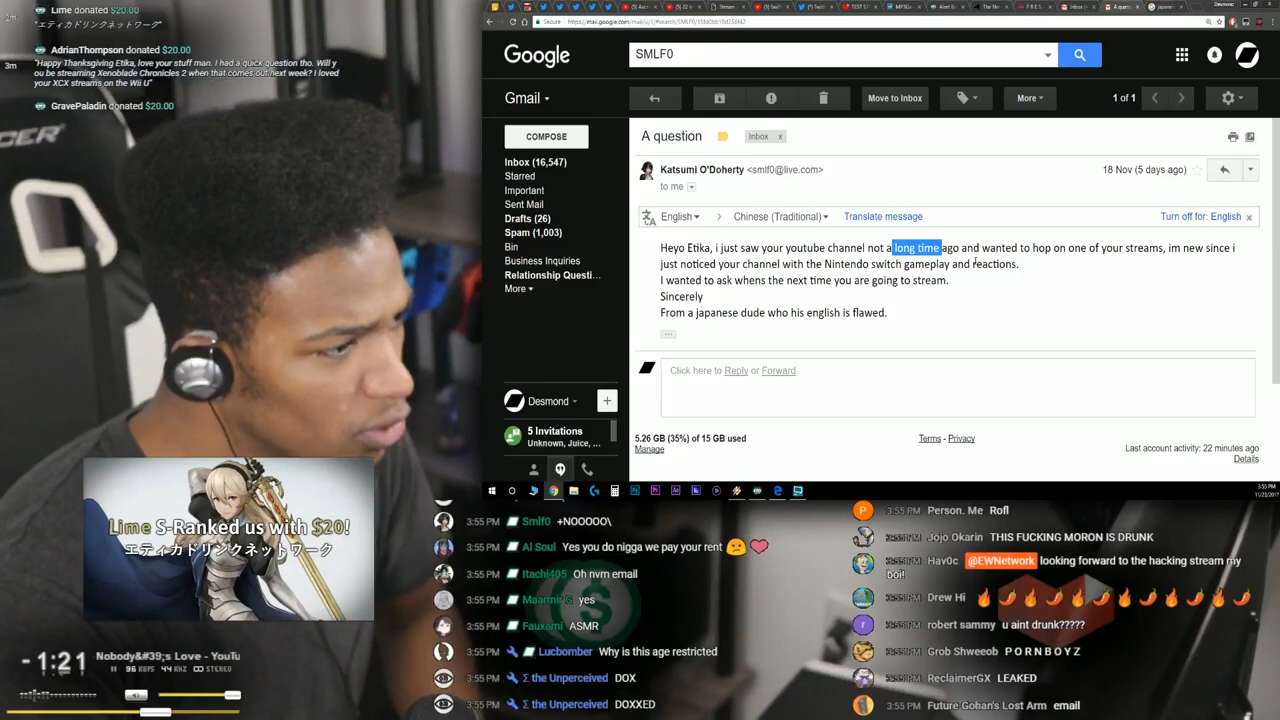 2m
Lime donated $20.00
エティカドリンクネットワーク
AdrianThompson donated $20.00
3m
"Happy Thanksgiving Etika, love your stuff man. I had a quick question tho. Will y
ou be streaming Xenoblade Chronicles 2 when that comes out next week? I loved
your XCX streams on the Wii U"
GravePaladin donated $20.00
Desmond
Secure
Google
SMLF0
Gmail
Move to Inbox
More
1 of 1
COMPOSE
A question
Inbox x
Inbox (16,547)
Starred
Important
Sent Mail
Drafts (26)
Spam (1,003)
Bin
Business Inquiries
Relationship Questi...
More
Katsumi O'Doherty <smlf0@live.com>
18 Nov (5 days ago)
to me
English > Chinese (Traditional)
Translate message
Turn off for: English x
Heyo Etika, i just saw your youtube channel not a long time ago and wanted to hop on one of your streams, im new since i
just noticed your channel with the Nintendo switch gameplay and reactions.
I wanted to ask whens the next time you are going to stream.
Sincerely
From a japanese dude who his english is flawed.
Click here to Reply or Forward
Desmond
+
5 Invitations
Unknown, Juice, ...
5.26 GB (35%) of 15 GB used
Manage
Terms - Privacy
Last account activity: 22 minutes ago
Details
3:55 PM
11/23/2017
Lime S-Ranked us with $20!
エティカドリンクネットワーク
- 1:21
Nobody&#39;s Love - YouTu
96 KBPS 44 KHZ STEREO
3:55 PM Smlf0 +NOOOOO\
3:55 PM Al Soul Yes you do nigga we pay your rent 🙁 ❤
3:55 PM Itachi405 Oh nvm email
3:55 PM Maarmir G yes
3:55 PM Fauxami ASMR
3:55 PM Lucbomber Why is this age restricted
3:55 PM Σ the Unperceived DOX
3:55 PM Σ the Unperceived DOXXED
P 3:55 PM Person. Me Rofl
3:55 PM Jojo Okarin THIS FUCKING MORON IS DRUNK
3:55 PM Hav0c @EWNetwork looking forward to the hacking stream my
boi!
3:55 PM Drew Hi 🔥🌶🔥🌶🔥🌶🔥🌶🔥🌶🔥🌶
r 3:55 PM robert sammy u aint drunk?????
3:55 PM Grob Shweeob P O R N B O Y Z
3:55 PM ReclaimerGX LEAKED
3:55 PM Future Gohan's Lost Arm email